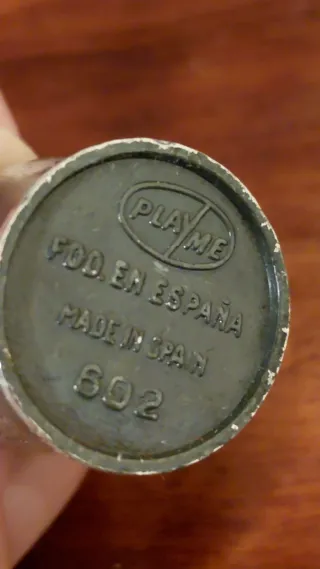 PLAY ME
FDO. EN ESPAÑA
MADE IN SPAIN
602